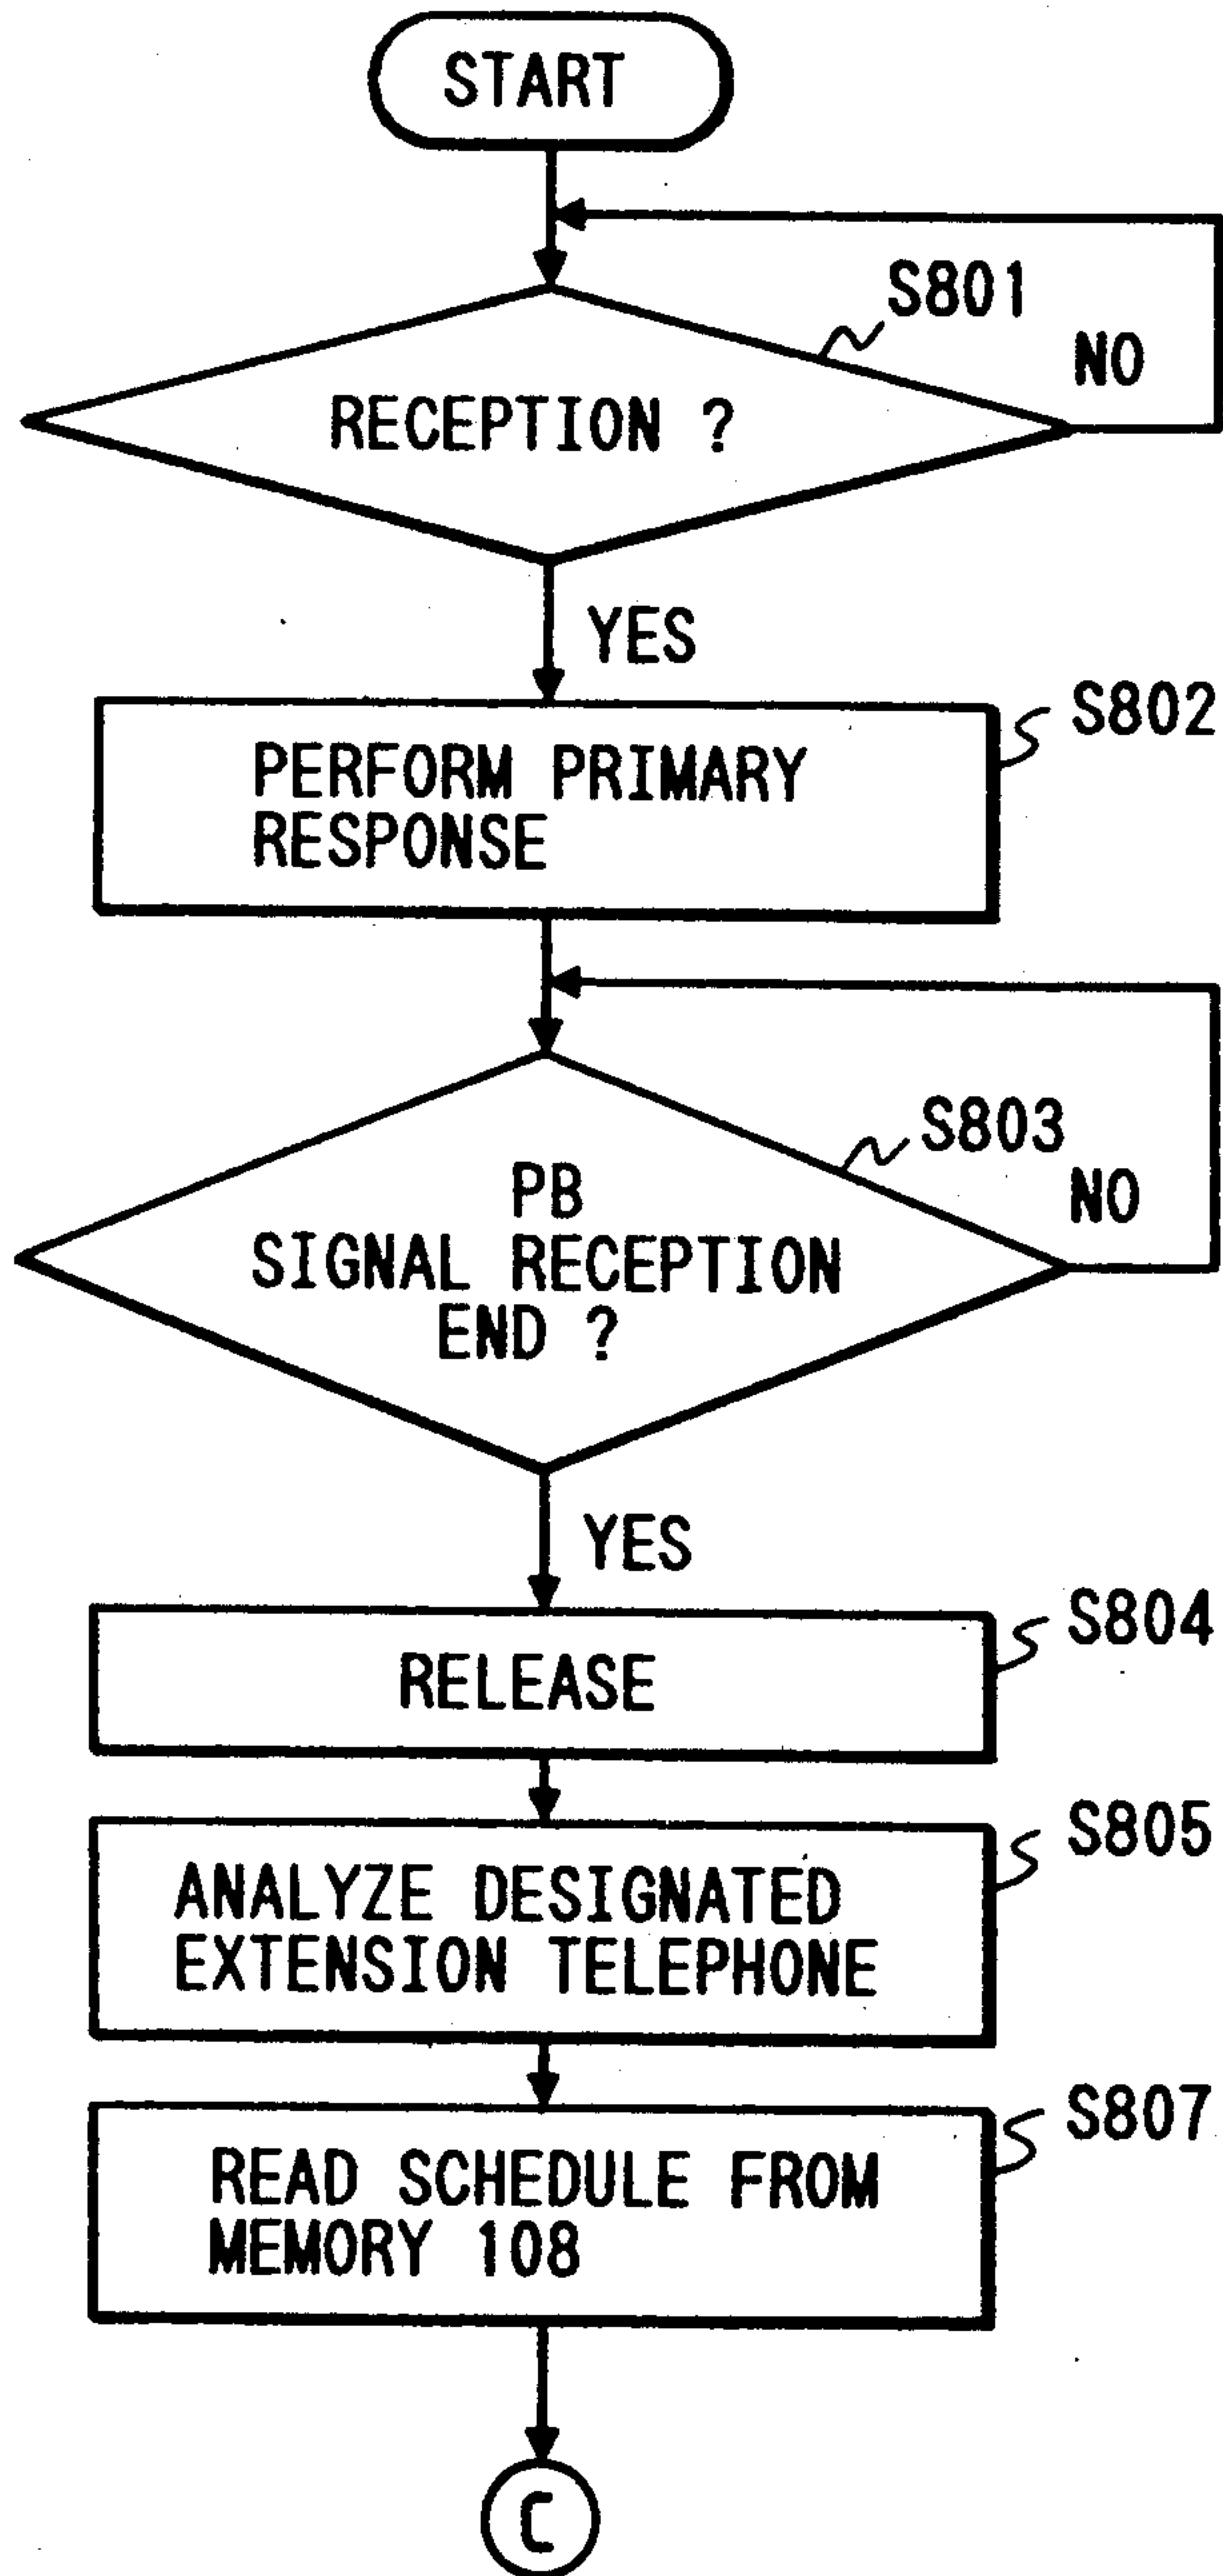 START
S801
NO
RECEPTION ?
YES
S802
PERFORM PRIMARY
RESPONSE
S803
NO
PB
SIGNAL RECEPTION
END ?
YES
S804
RELEASE
S805
ANALYZE DESIGNATED
EXTENSION TELEPHONE
S807
READ SCHEDULE FROM
MEMORY 108
C